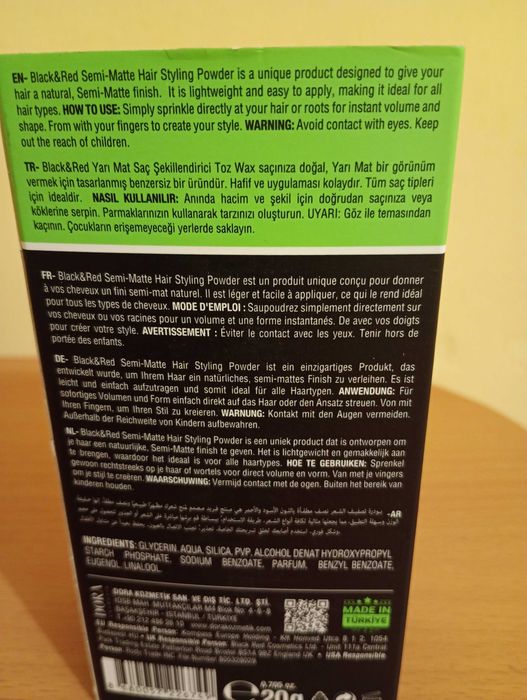 EN- Black&Red Semi-Matte Hair Styling Powder is a unique product designed to give your
hair a natural, Semi-Matte finish. It is lightweight and easy to apply, making it ideal for all
hair types. HOW TO USE: Simply sprinkle directly at your hair or roots for instant volume and
shape. From with your fingers to create your style. WARNING: Avoid contact with eyes. Keep
out the reach of children.
TR- Black&Red Yarı Mat Saç Şekillendirici Toz Wax saçınıza doğal, Yarı Mat bir görünüm
vermek için tasarlanmış benzersiz bir üründür. Hafif ve uygulaması kolaydır. Tüm saç tipleri
için idealdir. NASIL KULLANILIR: Anında hacim ve şekil için doğrudan saçınıza veya
köklerine serpin. Parmaklarınızın kullanarak tarzınızı oluşturun. UYARI: Göz ile temasından
kaçının. Çocukların erişemeyeceği yerlerde saklayın.
FR- Black&Red Semi-Matte Hair Styling Powder est un produit unique conçu pour donner
à vos cheveux un fini semi-mat naturel. Il est léger et facile à appliquer, ce qui le rend idéal
pour tous les types de cheveux. MODE D'EMPLOI : Saupoudrez simplement directement sur
vos cheveux ou vos racines pour un volume et une forme instantanés. De avec vos doigts
pour créer votre style. AVERTISSEMENT : Éviter le contact avec les yeux. Tenir hors de
portée des enfants.
DE- Black&Red Semi-Matte Hair Styling Powder ist ein einzigartiges Produkt, das
entwickelt wurde, um Ihrem Haar ein natürliches, semi-mattes Finish zu verleihen. Es ist
leicht und einfach aufzutragen und somit ideal für alle Haartypen. ANWENDUNG: Für
sofortiges Volumen und Form einfach direkt auf das Haar oder den Ansatz streuen. Von mit
Ihren Fingern, um Ihren Stil zu kreieren. WARNUNG: Kontakt mit den Augen vermeiden.
Außerhalb der Reichweite von Kindern aufbewahren.
NL- Black&Red Semi-Matte Hair Styling Powder is een uniek product dat is ontworpen om
je haar een natuurlijke, Semi-Matte finish te geven. Het is lichtgewicht en gemakkelijk aan
te brengen, waardoor het ideaal is voor alle haartypes. HOE TE GEBRUIKEN: Sprenkel
gewoon rechtstreeks op je haar of wortels voor direct volume en vorm. Van met je vingers
om je stijl te creëren. WAARSCHUWING: Vermijd contact met de ogen. Buiten het bereik van
kinderen houden.
AR-
INGREDIENTS: GLYCERIN, AQUA, SILICA, PVP, ALCOHOL DENAT HYDROXYPROPYL
STARCH PHOSPHATE, SODIUM BENZOATE, PARFUM, BENZYL BENZOATE,
EUGENOL, LINALOOL.
DORA
DORA KOZMETİK SAN. VE DIŞ TİC. LTD. ŞTİ.
BAŞAKŞEHİR - İSTANBUL / TÜRKİYE
MADE IN
TÜRKİYE
EU Responsible Person:
UK Responsible Person: Black Red Cosmetics Ltd.
USA Responsible
0.705 oz.
20g